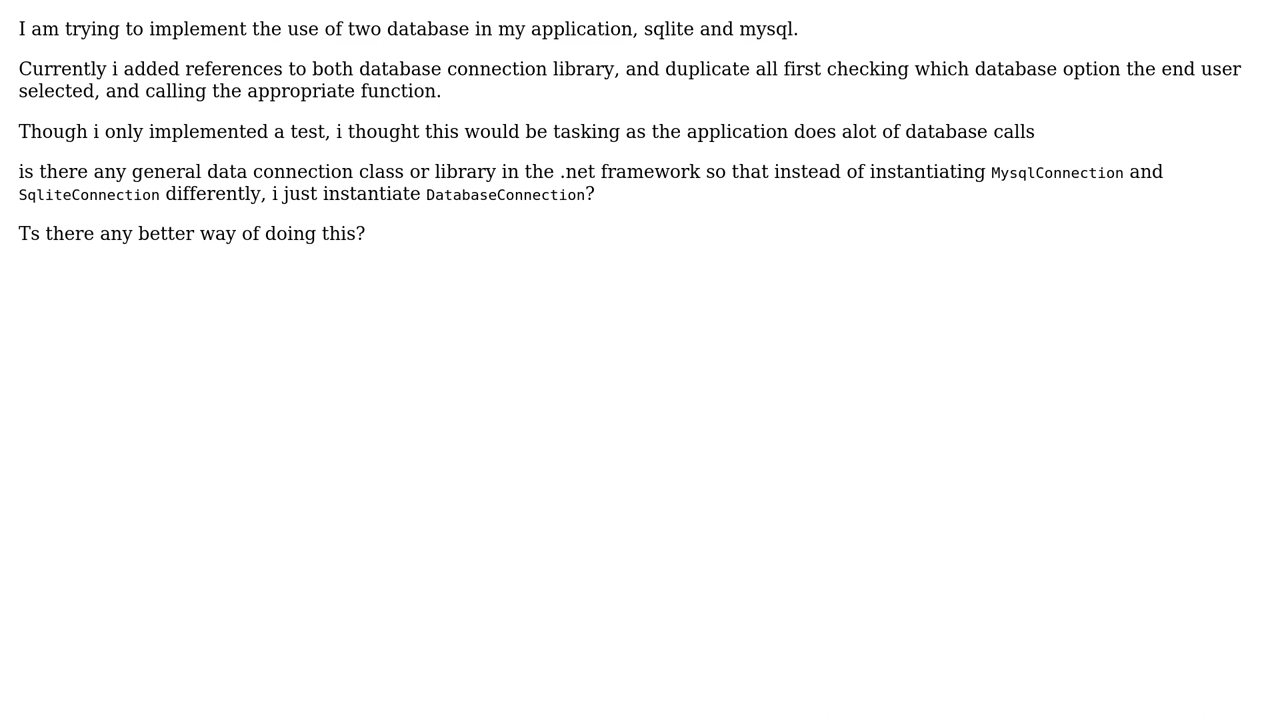 I am trying to implement the use of two database in my application, sqlite and mysql.
Currently i added references to both database connection library, and duplicate all first checking which database option the end user
selected, and calling the appropriate function.
Though i only implemented a test, i thought this would be tasking as the application does alot of database calls
is there any general data connection class or library in the .net framework so that instead of instantiating MysqlConnection and
SqliteConnection differently, i just instantiate DatabaseConnection?
Ts there any better way of doing this?